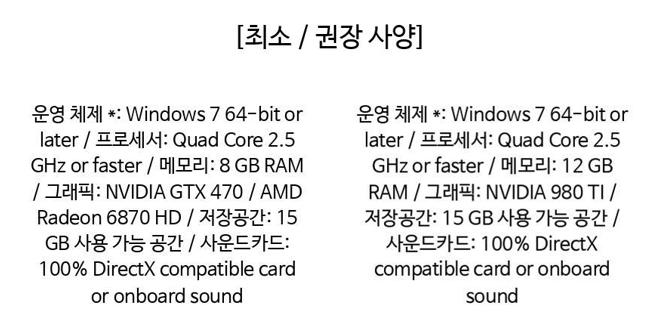 [최소 / 권장 사양]
운영 체제 *: Windows 7 64-bit or
later / 프로세서: Quad Core 2.5
GHz or faster / 메모리: 8 GB RAM
/ 그래픽: NVIDIA GTX 470 / AMD
Radeon 6870 HD / 저장공간: 15
GB 사용 가능 공간 / 사운드카드:
100% DirectX compatible card
or onboard sound
운영 체제 *: Windows 7 64-bit or
later / 프로세서: Quad Core 2.5
GHz or faster / 메모리: 12 GB
RAM / 그래픽: NVIDIA 980 TI /
저장공간: 15 GB 사용 가능 공간 /
사운드카드: 100% DirectX
compatible card or onboard
sound